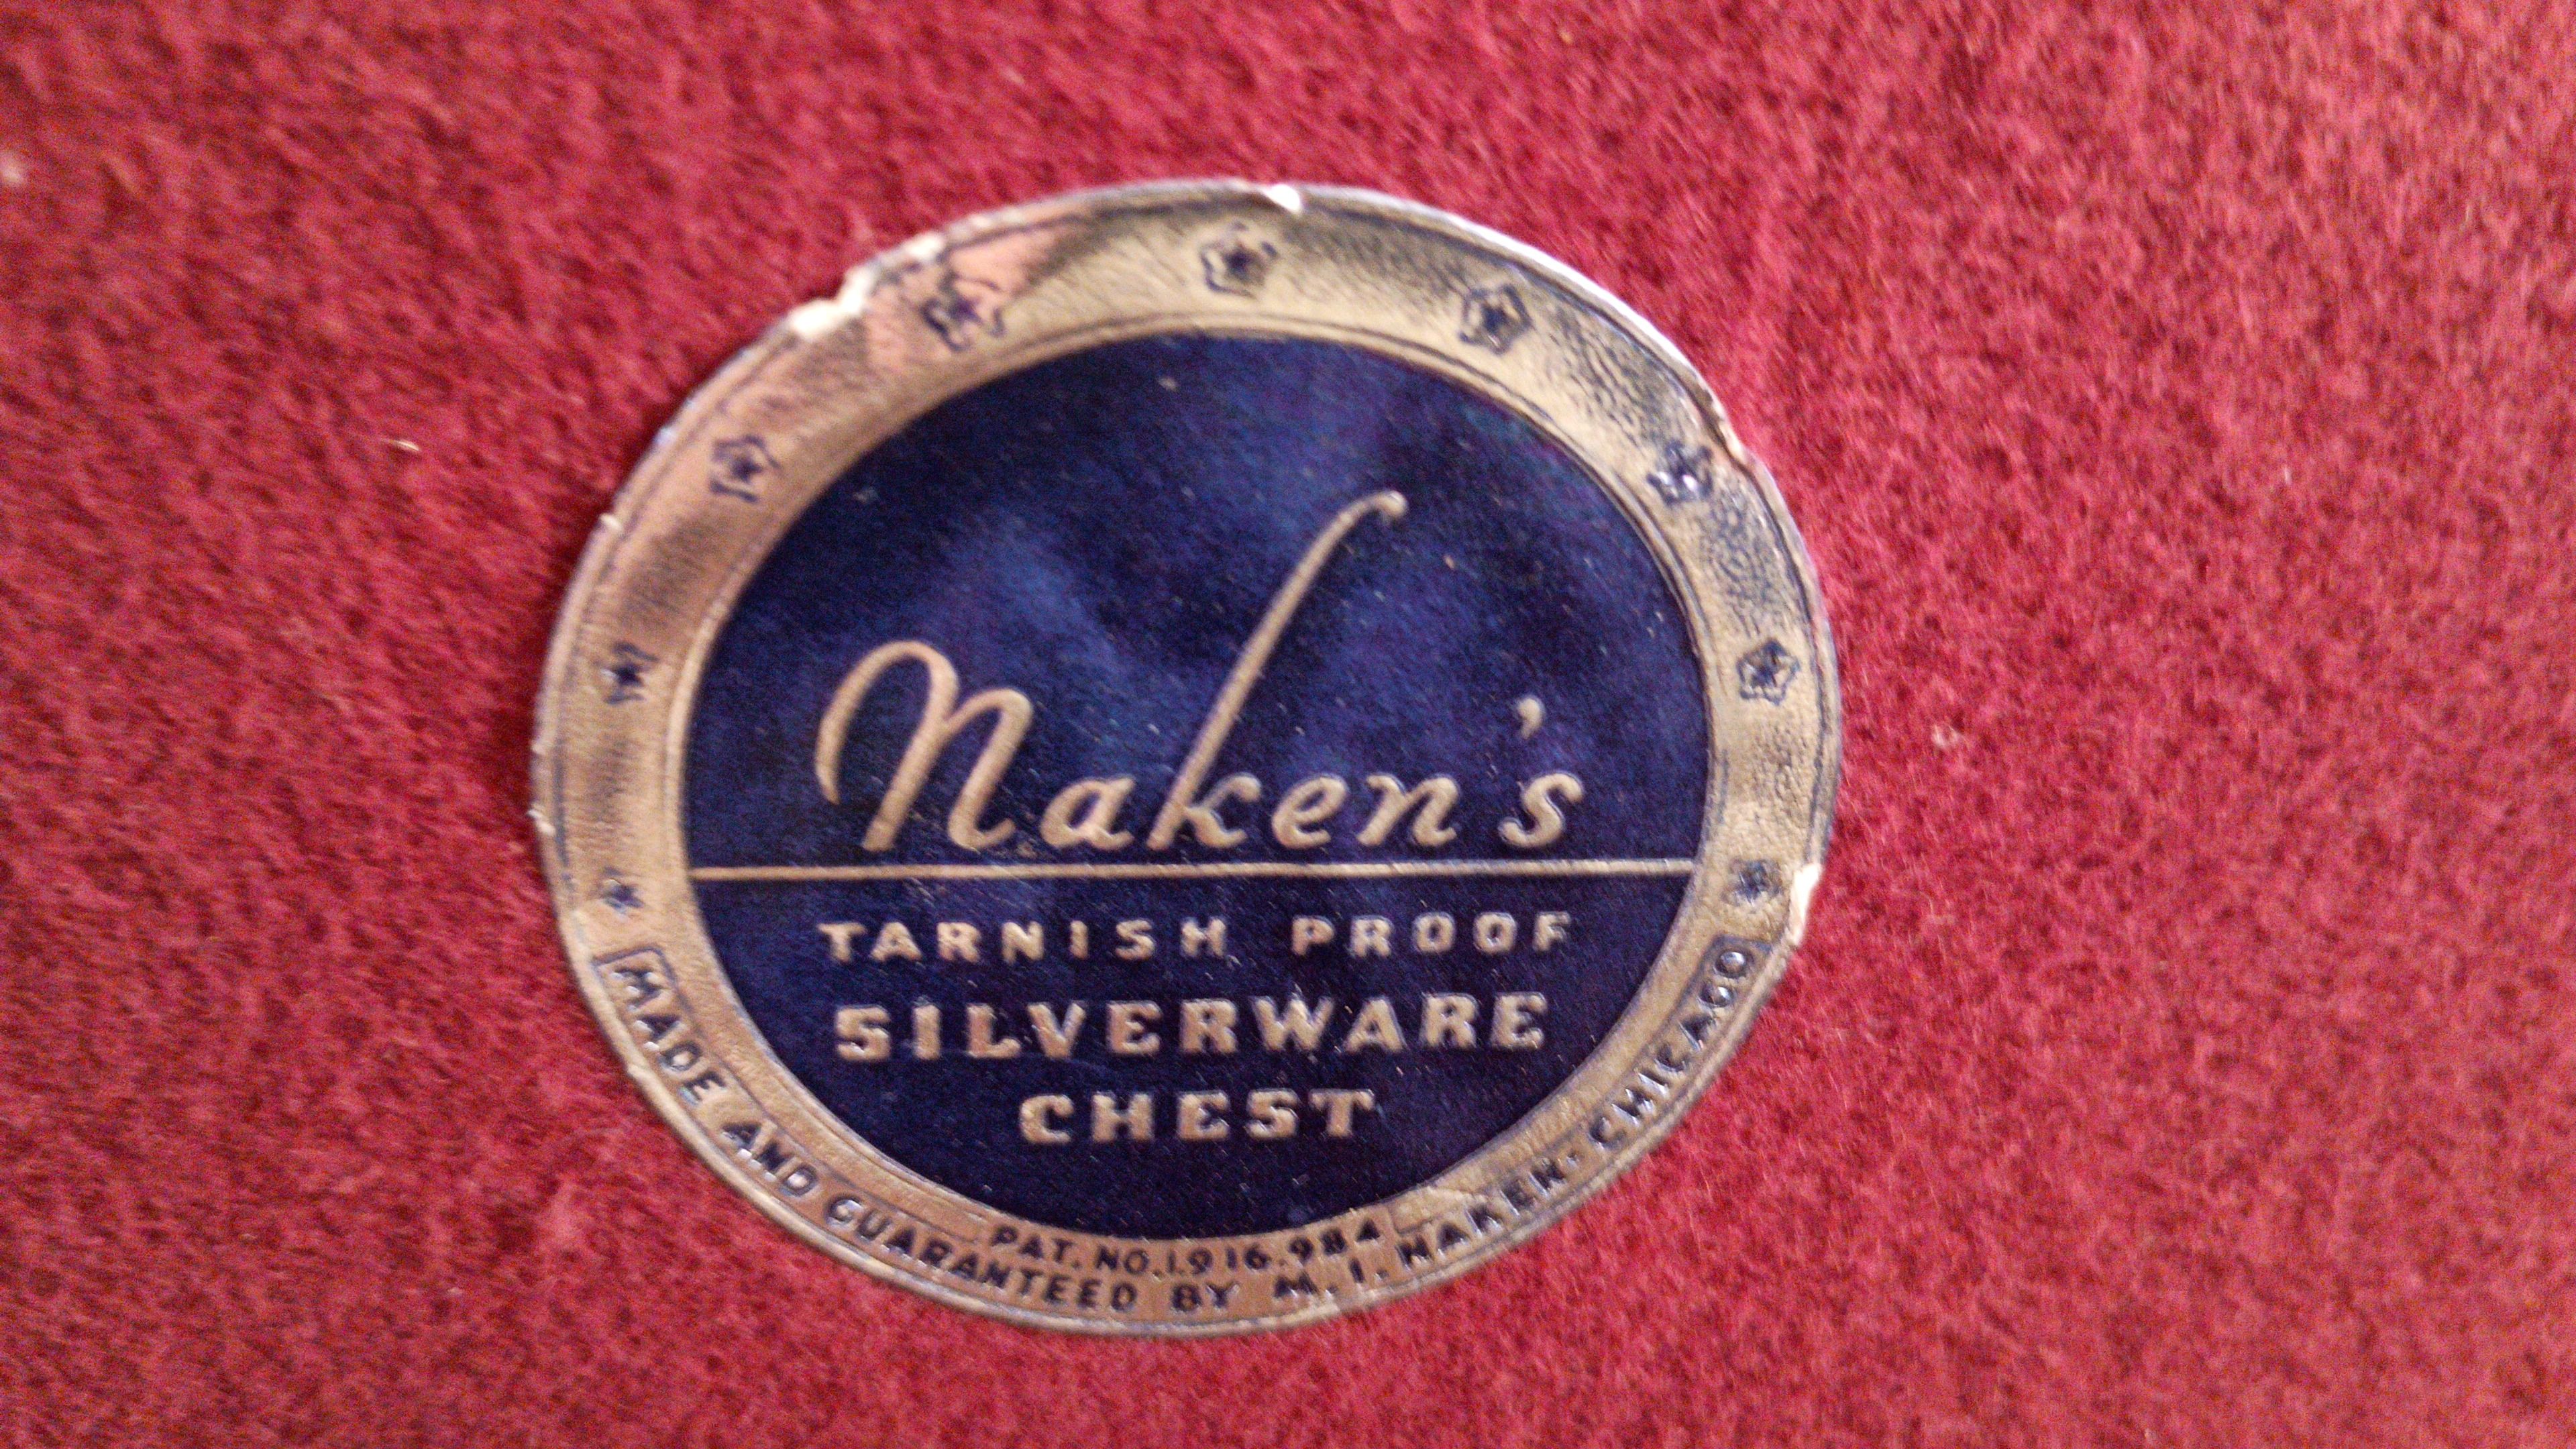 Naken's
TARNISH PROOF
SILVERWARE
CHEST
PAT. NO. 1.916.984
MADE AND GUARANTEED BY M. I. NAKEN - CHICAGO